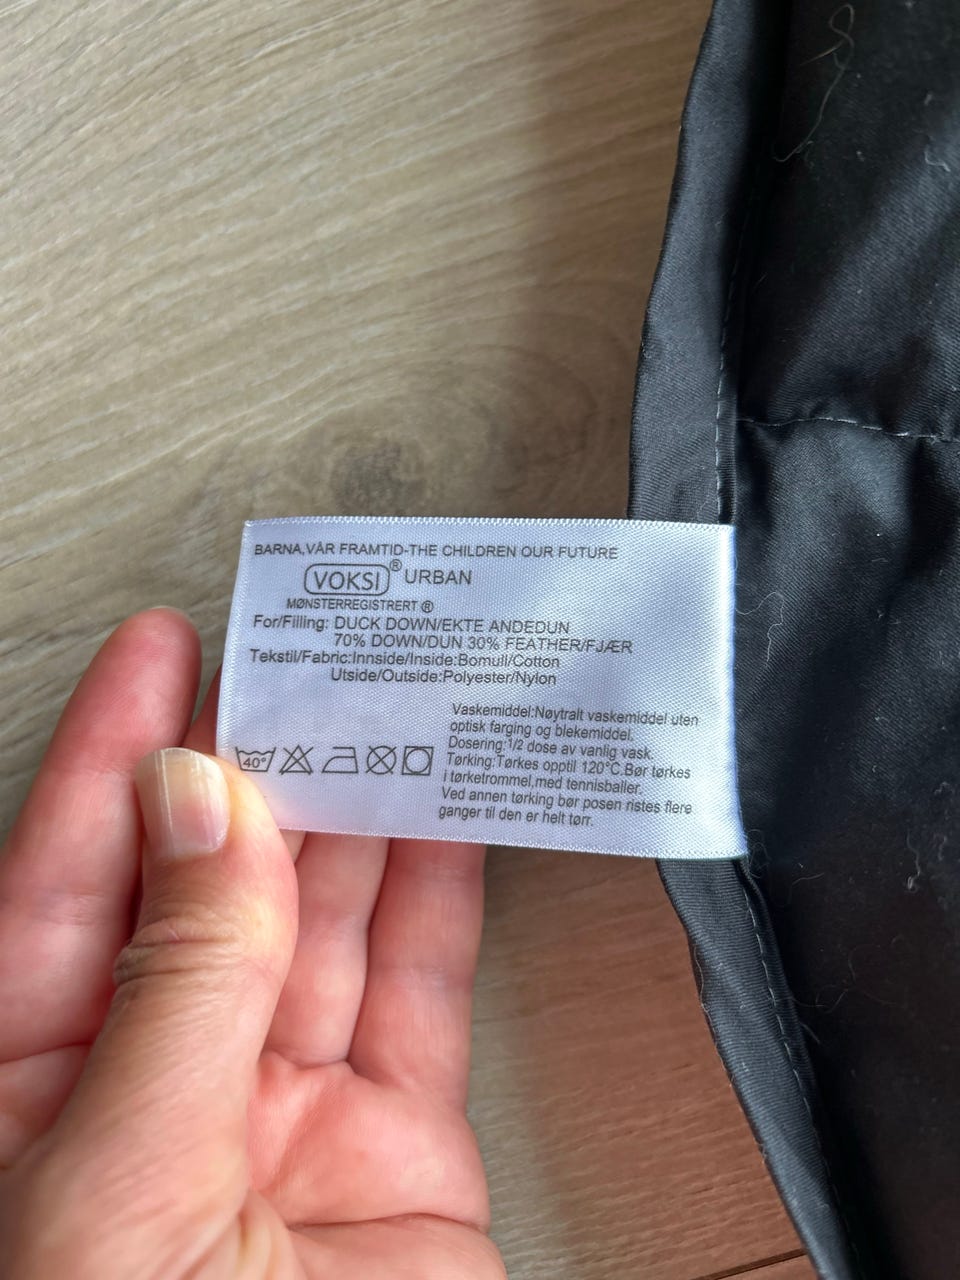 BARNA,VÅR FRAMTID-THE CHILDREN OUR FUTURE
VOKSI® URBAN
MØNSTERREGISTRERT ®
For/Filling: DUCK DOWN/EKTE ANDEDUN
70% DOWN/DUN 30% FEATHER/FJÆR
Tekstil/Fabric:Innside/Inside:Bomull/Cotton
Utside/Outside:Polyester/Nylon
40°
Vaskemiddel:Nøytralt vaskemiddel uten
optisk farging og blekemiddel.
Dosering:1/2 dose av vanlig vask.
Tørking:Tørkes opptil 120°C.Bør tørkes
i tørketrommel,med tennisballer.
Ved annen tørking bør posen ristes flere
ganger til den er helt tørr.